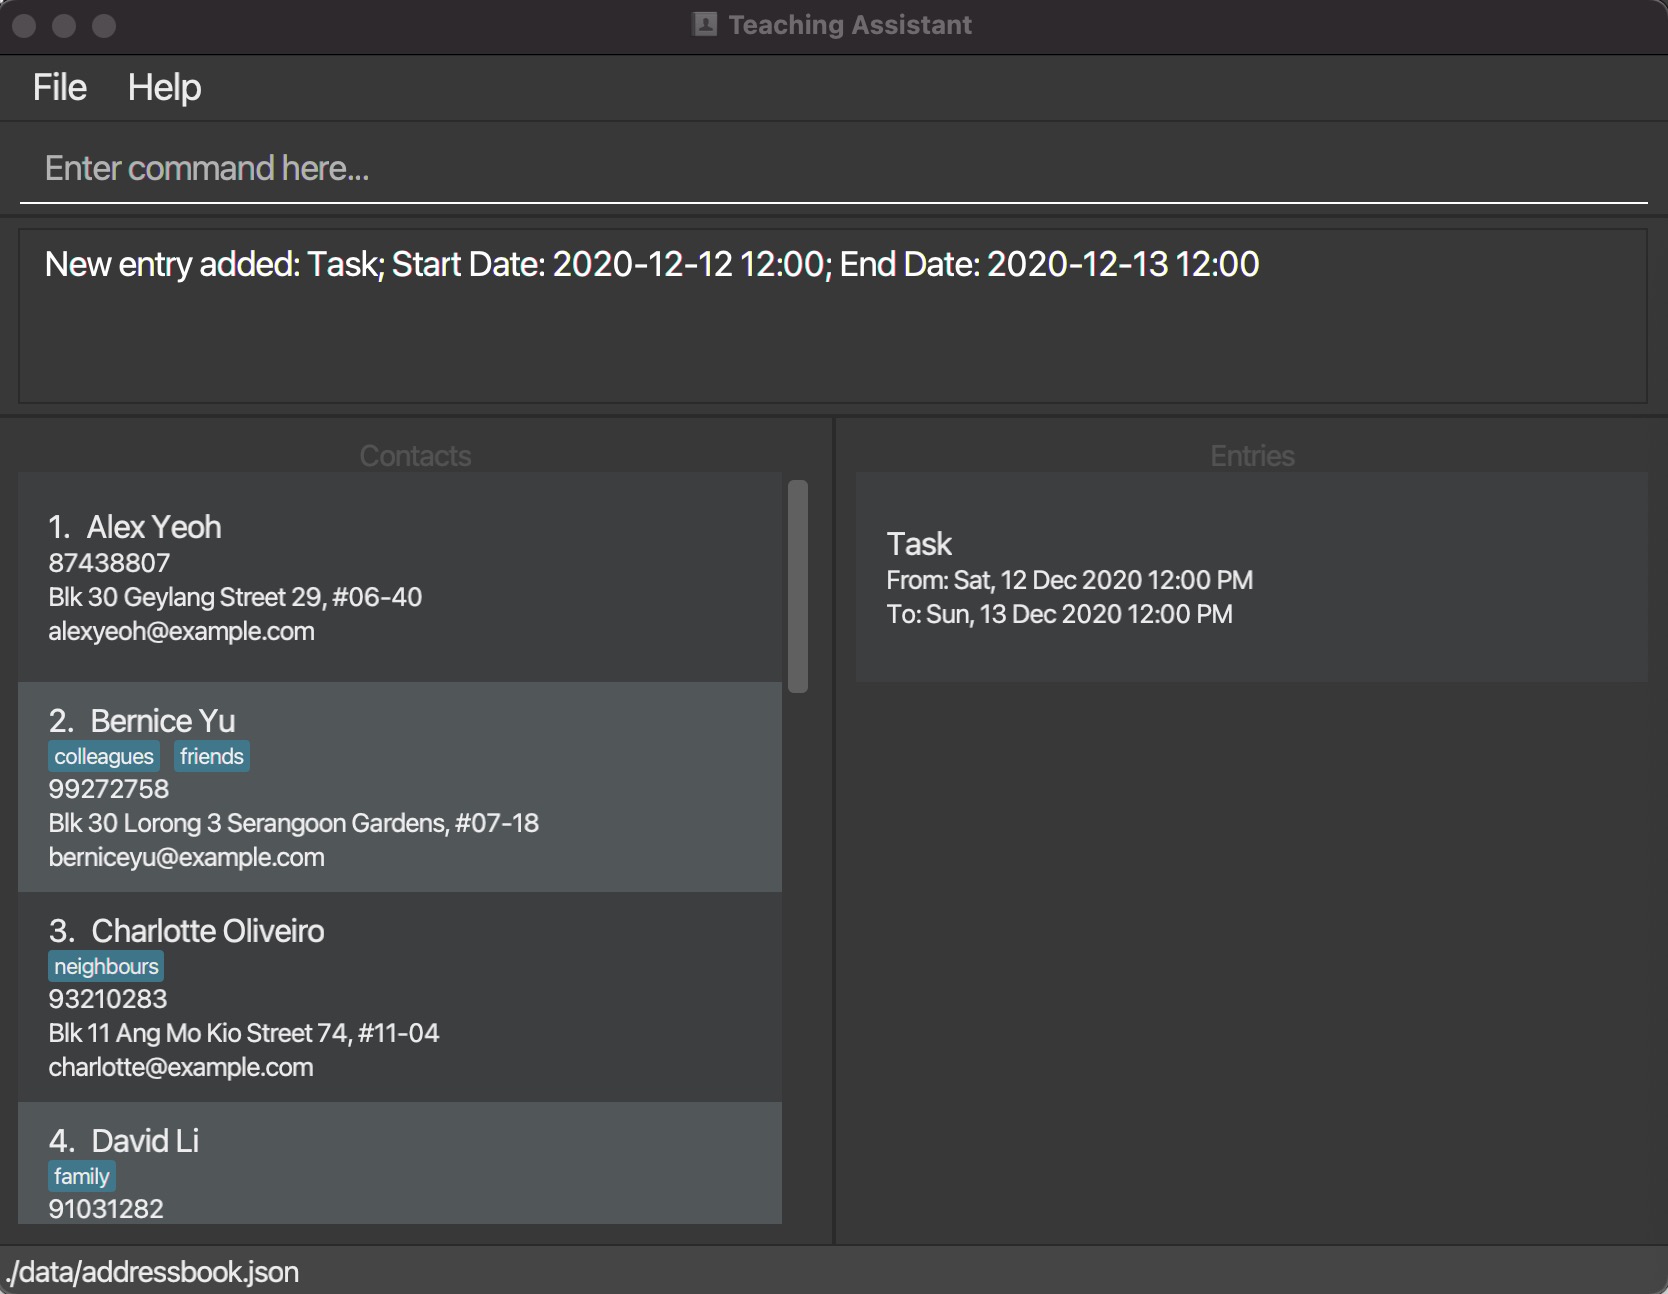 Teaching Assistant
File Help
Enter command here...
New entry added: Task; Start Date: 2020-12-12 12:00; End Date: 2020-12-13 12:00
Contacts
1. Alex Yeoh
87438807
Blk 30 Geylang Street 29, #06-40
alexyeoh@example.com
2. Bernice Yu
colleagues friends
99272758
Blk 30 Lorong 3 Serangoon Gardens, #07-18
berniceyu@example.com
3. Charlotte Oliveiro
neighbours
93210283
Blk 11 Ang Mo Kio Street 74, #11-04
charlotte@example.com
4. David Li
family
91031282
Entries
Task
From: Sat, 12 Dec 2020 12:00 PM
To: Sun, 13 Dec 2020 12:00 PM
./data/addressbook.json